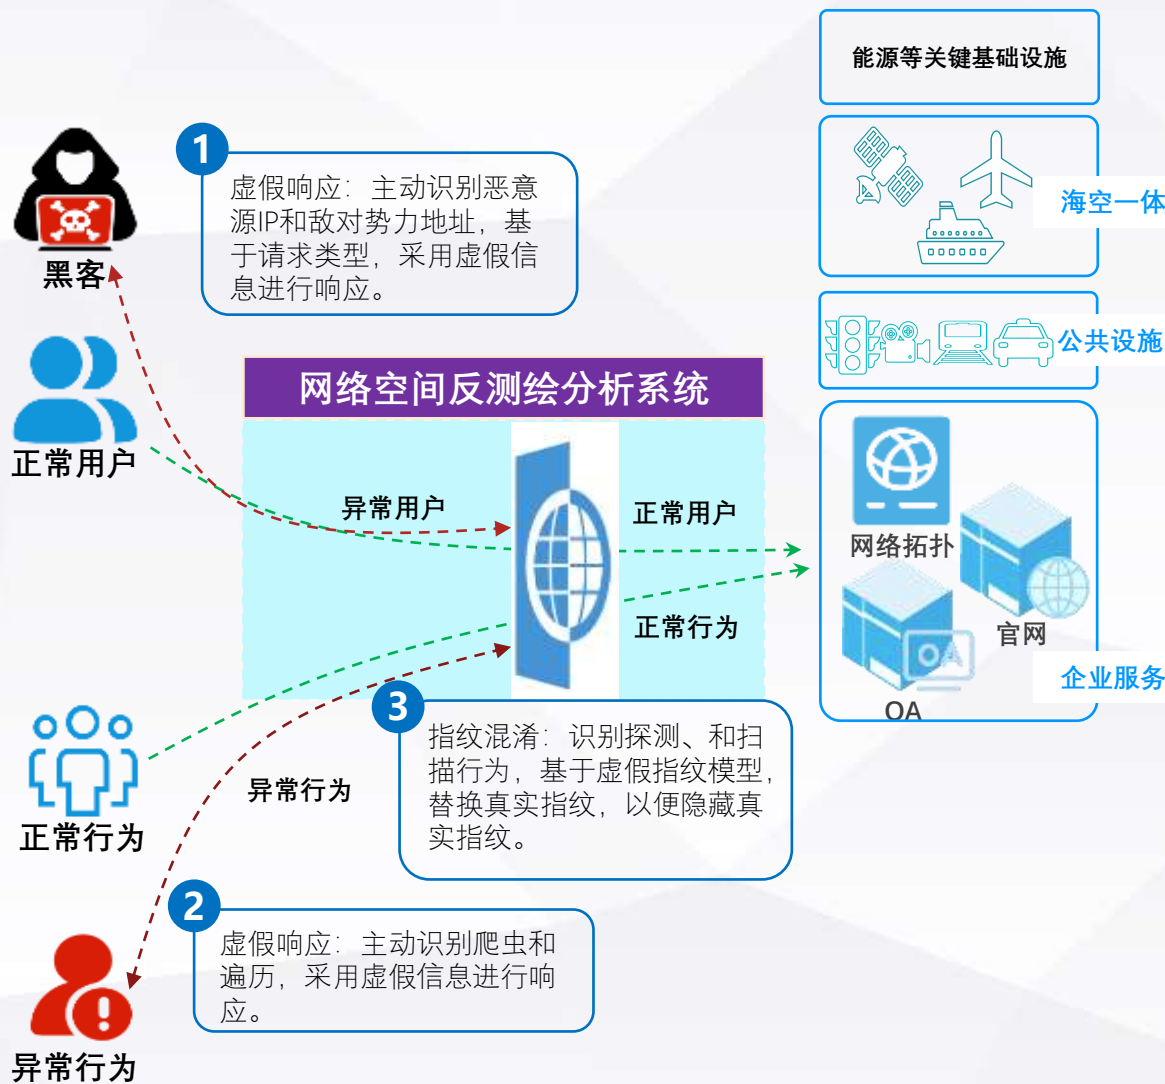 能源等关键基础设施
海空一体
公共设施
1
虚假响应：主动识别恶意
源IP和敌对势力地址，基
于请求类型，采用虚假信
息进行响应。
黑客
正常用户
网络空间反测绘分析系统
异常用户
正常用户
正常行为
网络拓扑
官网
OA
OA
企业服务
3
指纹混淆：识别探测、和扫
描行为，基于虚假指纹模型，
替换真实指纹，以便隐藏真
实指纹。
异常行为
正常行为
2
虚假响应：主动识别爬虫和
遍历，采用虚假信息进行响
应。
异常行为